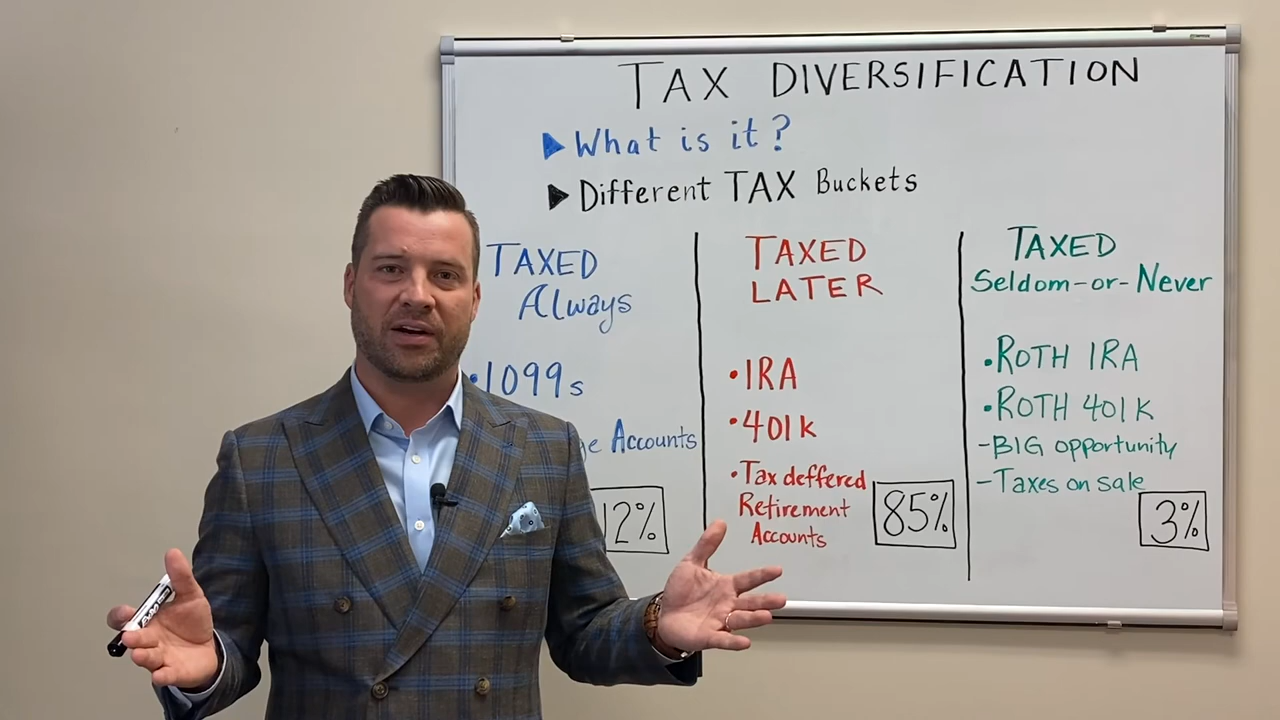 TAX DIVERSIFICATION
What is it?
Different TAX Buckets
TAXED
Always
• 1099s
Accounts
12%
TAXED
LATER
• IRA
• 401k
• Tax deffered
Retirement
Accounts
85%
TAXED
Seldom-or-Never
• ROTH IRA
• ROTH 401k
- BIG opportunity
- Taxes on sale
3%